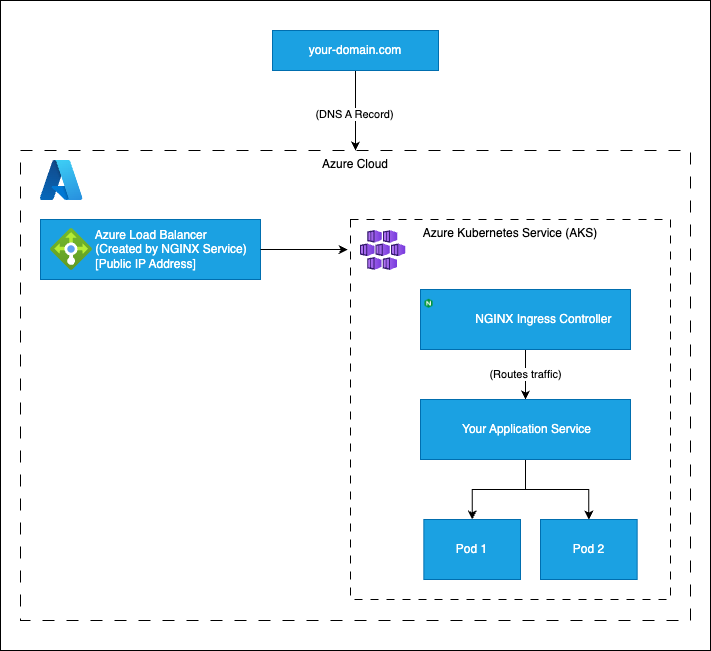 your-domain.com
(DNS A Record)
Azure Cloud
Azure Load Balancer
(Created by NGINX Service)
[Public IP Address]
Azure Kubernetes Service (AKS)
N
NGINX Ingress Controller
(Routes traffic)
Your Application Service
Pod 1
Pod 2